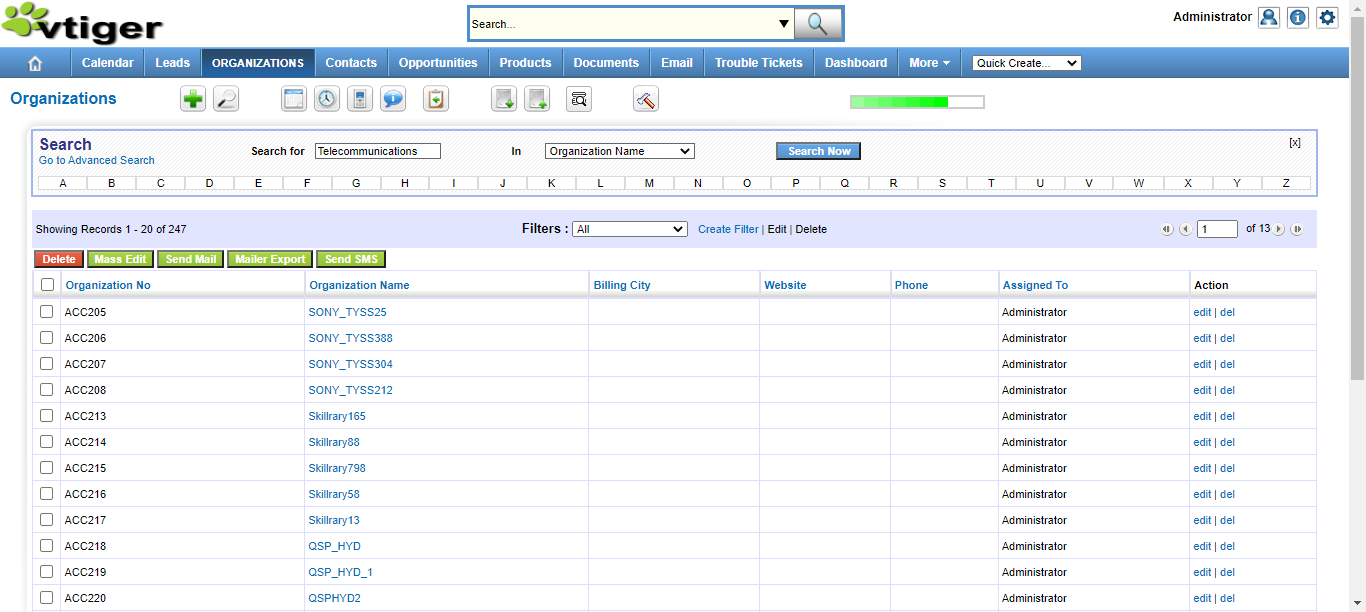 vtiger
Search...
Administrator
Calendar Leads ORGANIZATIONS Contacts Opportunities Products Documents Email Trouble Tickets Dashboard More Quick Create...
Organizations
Search
Go to Advanced Search
Search for Telecommunications In Organization Name Search Now [x]
A B C D E F G H I J K L M N O P Q R S T U V W X Y Z
Showing Records 1 - 20 of 247 Filters : All Create Filter | Edit | Delete 1 of 13
Delete Mass Edit Send Mail Mailer Export Send SMS
Organization No Organization Name Billing City Website Phone Assigned To Action
ACC205 SONY_TYSS25 Administrator edit | del
ACC206 SONY_TYSS388 Administrator edit | del
ACC207 SONY_TYSS304 Administrator edit | del
ACC208 SONY_TYSS212 Administrator edit | del
ACC213 Skillrary165 Administrator edit | del
ACC214 Skillrary88 Administrator edit | del
ACC215 Skillrary798 Administrator edit | del
ACC216 Skillrary58 Administrator edit | del
ACC217 Skillrary13 Administrator edit | del
ACC218 QSP_HYD Administrator edit | del
ACC219 QSP_HYD_1 Administrator edit | del
ACC220 QSPHYD2 Administrator edit | del